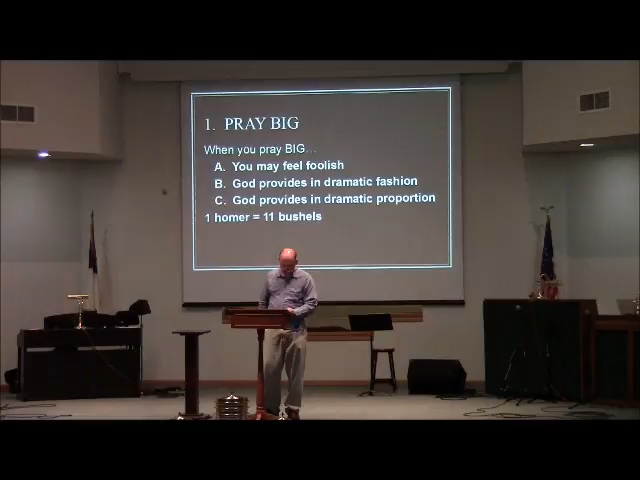 1. PRAY BIG
When you pray BIG...
A. You may feel foolish
B. God provides in dramatic fashion
C. God provides in dramatic proportion
1 homer = 11 bushels